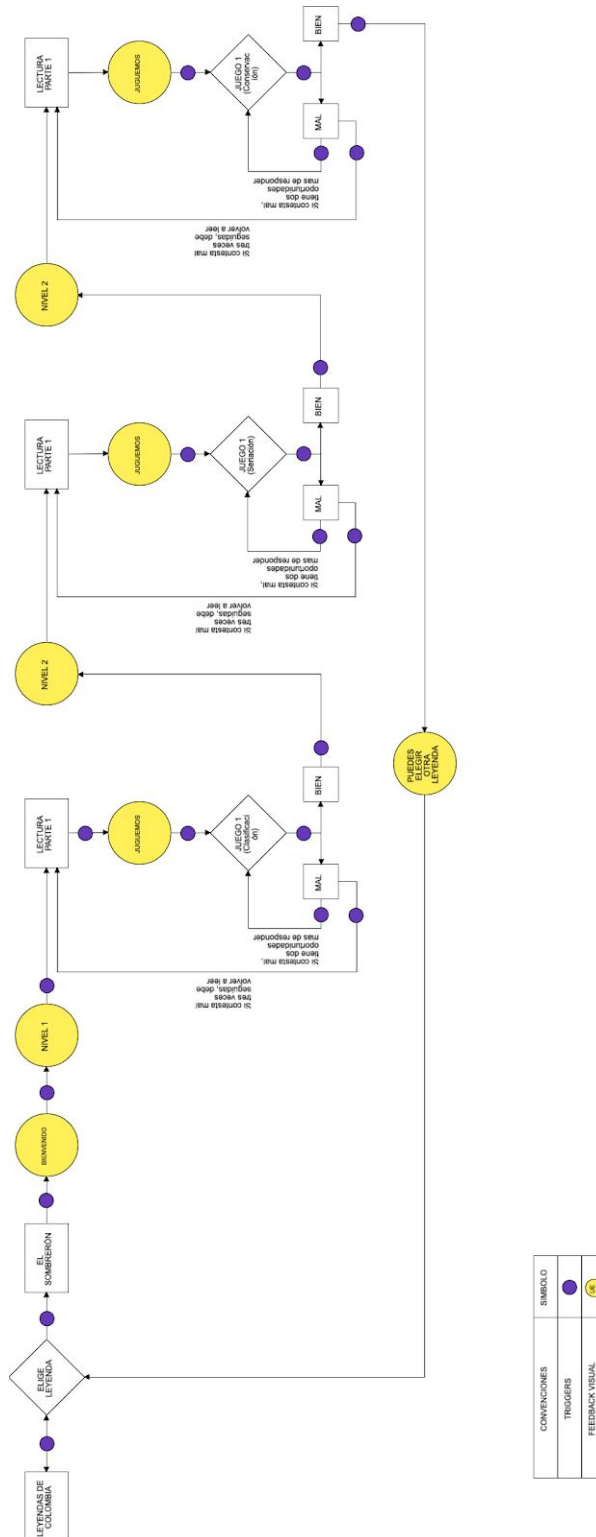 LEYENDAS DE
COLOMBIA
ELIGE
LEYENDA
EL
SOMBRERÓN
BIENVENIDO
NIVEL 1
LECTURA
PARTE 1
JUGUEMOS
JUEGO 1
(Clasificaci
ón)
MAL
BIEN
Si contesta mal,
tiene dos
oportunidades
mas de responder
Si contesta mal
tres veces
seguidas, debe
volver a leer
NIVEL 2
LECTURA
PARTE 1
JUGUEMOS
JUEGO 1
(Seriación)
MAL
BIEN
Si contesta mal,
tiene dos
oportunidades
mas de responder
Si contesta mal
tres veces
seguidas, debe
volver a leer
NIVEL 2
LECTURA
PARTE 1
JUGUEMOS
JUEGO 1
(Conservac
ión)
MAL
BIEN
Si contesta mal,
tiene dos
oportunidades
mas de responder
Si contesta mal
tres veces
seguidas, debe
volver a leer
PUEDES
ELEGIR
OTRA
LEYENDA
CONVENCIONES SIMBOLO
TRIGGERS
FEEDBACK VISUAL